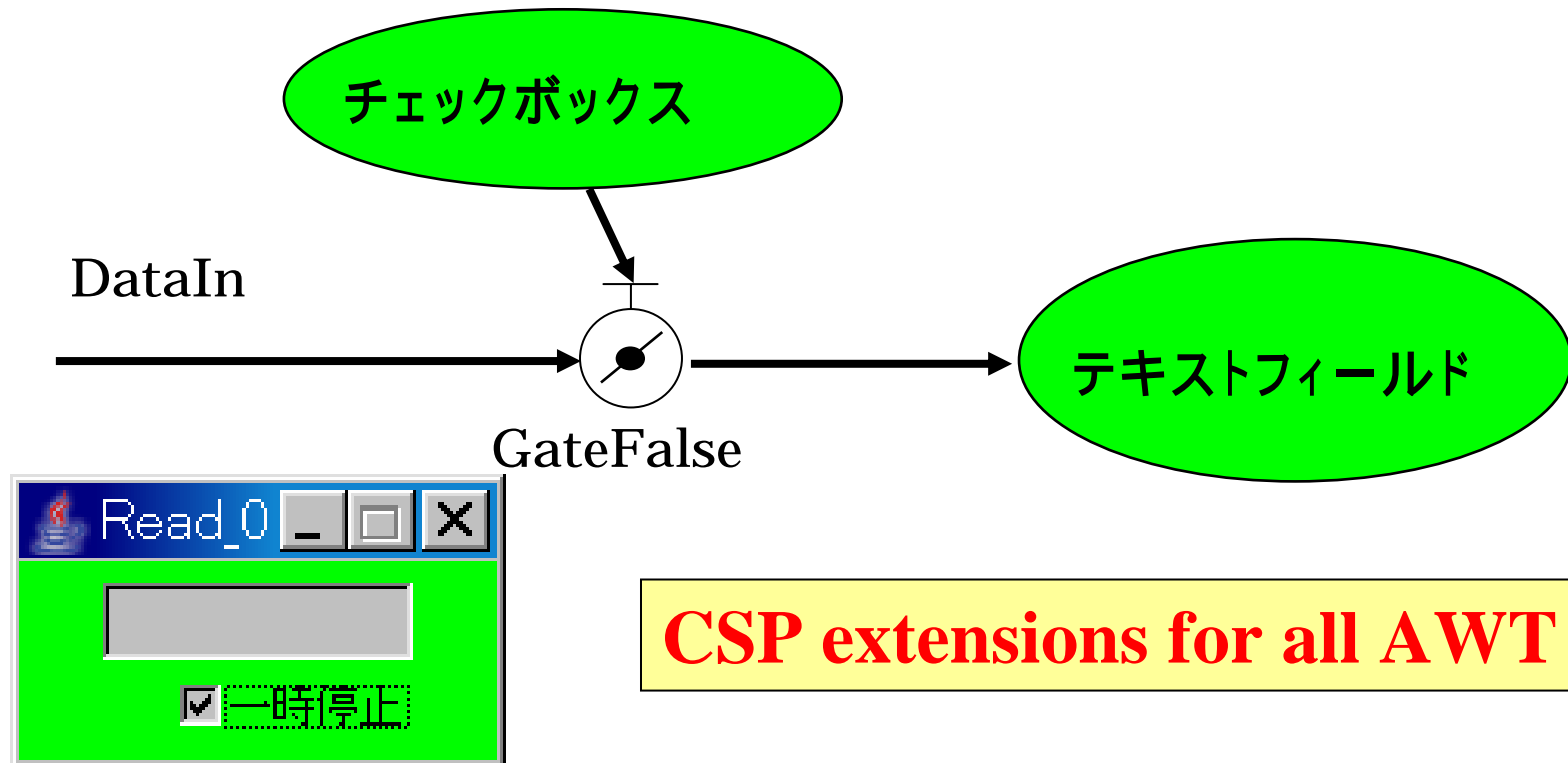 チェックボックス
DataIn
テキストフィールド
GateFalse
Read_0
CSP extensions for all AWT
一時停止